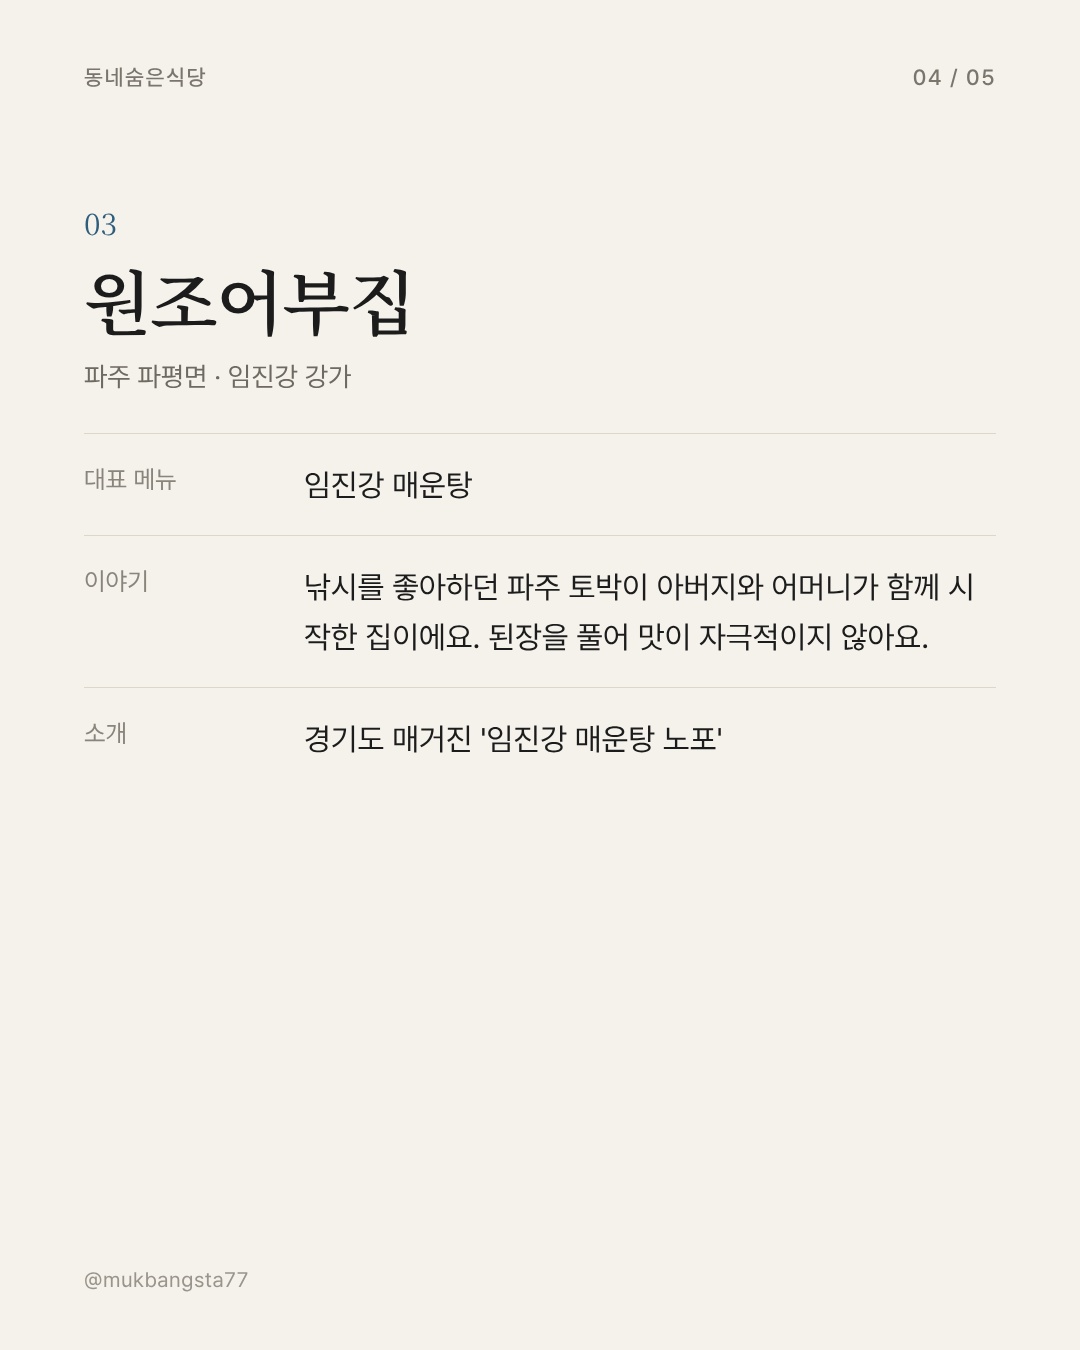 동네숨은식당
04 / 05
03
원조어부집
파주 파평면 · 임진강 강가
대표 메뉴
임진강 매운탕
이야기
낚시를 좋아하던 파주 토박이 아버지와 어머니가 함께 시
작한 집이에요. 된장을 풀어 맛이 자극적이지 않아요.
소개
경기도 매거진 '임진강 매운탕 노포'
@mukbangsta77